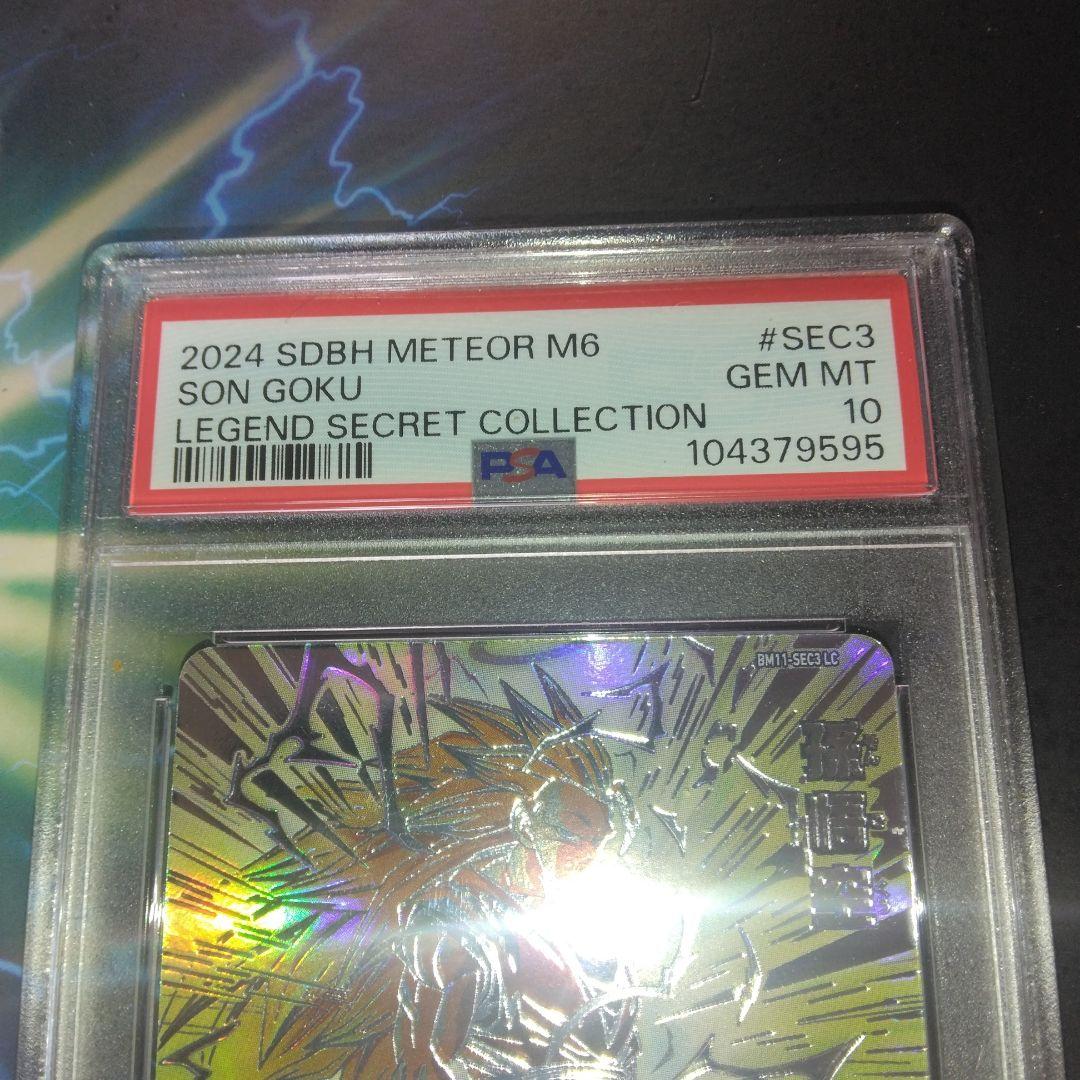 2024 SDBH METEOR M6 #SEC3
SON GOKU GEM MT
LEGEND SECRET COLLECTION 10
PSA 104379595
BM11-SEC3 LC
孫悟空